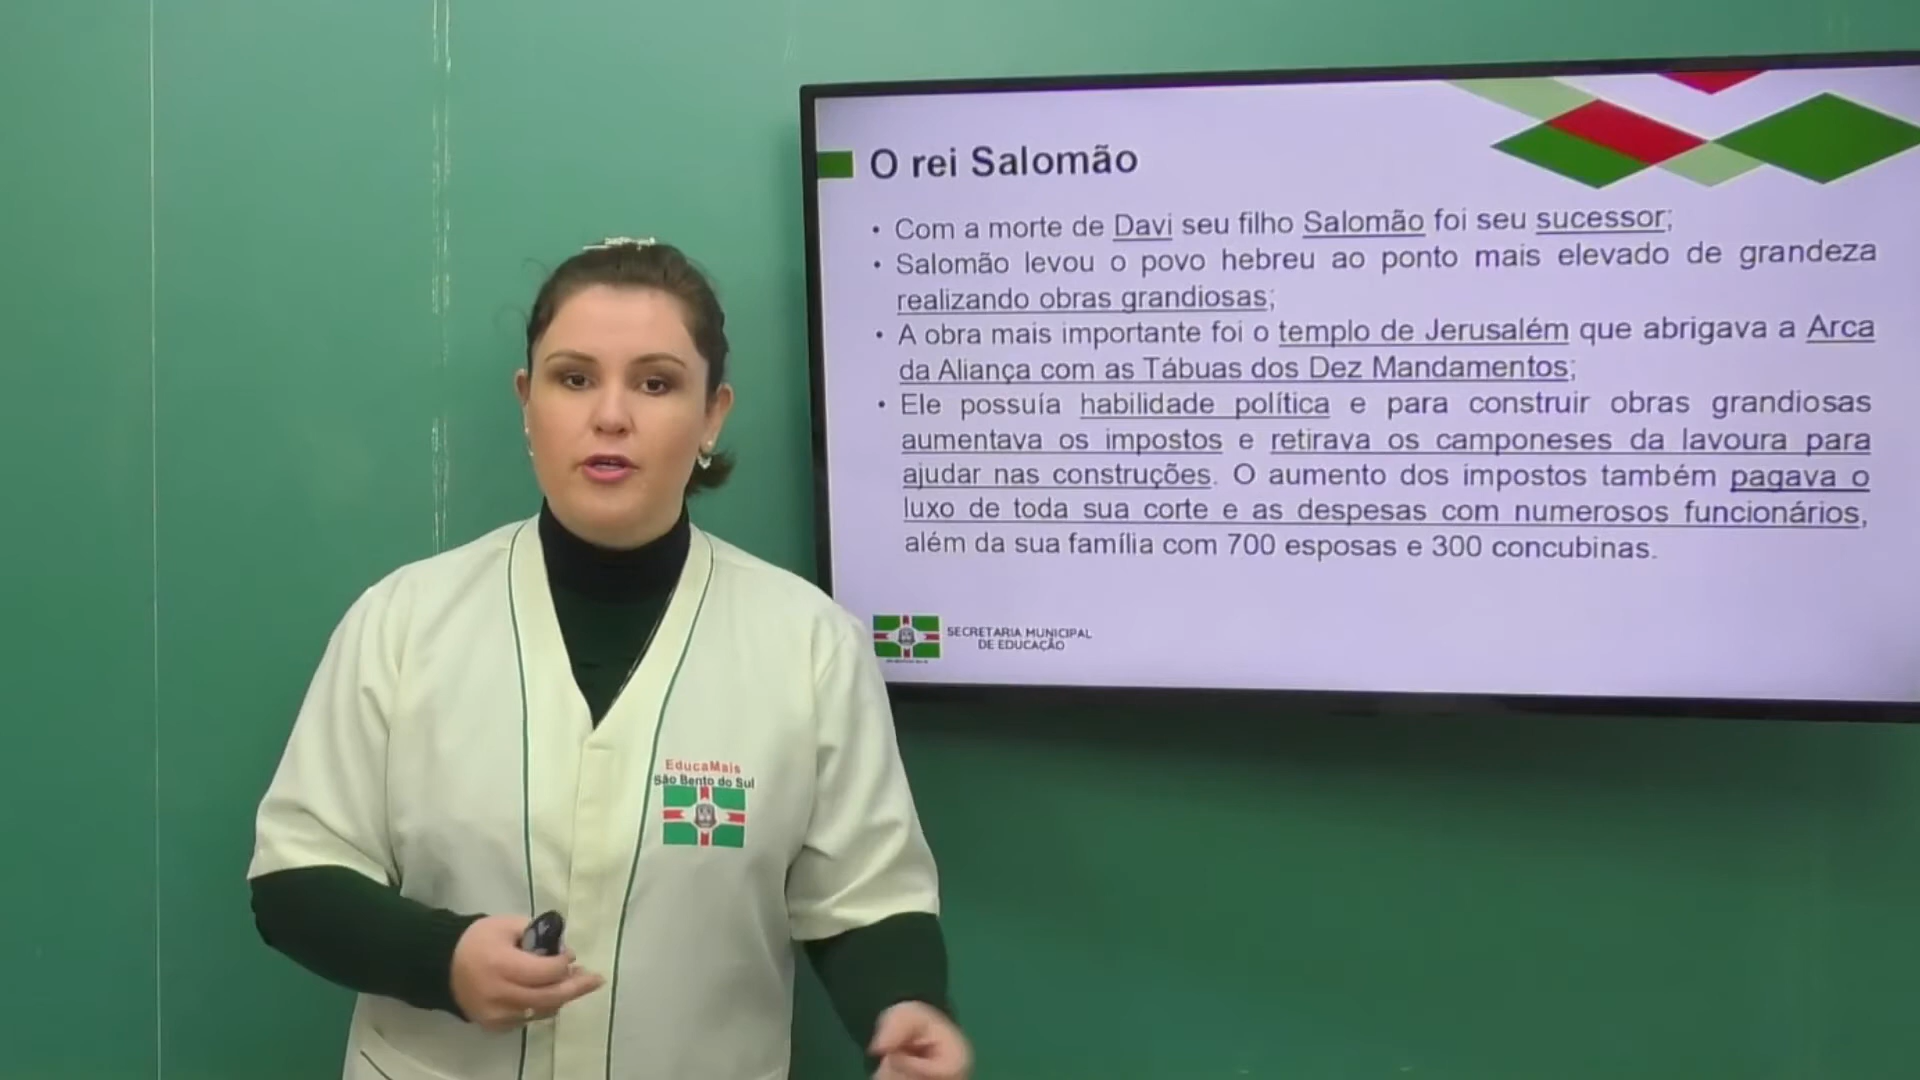 O rei Salomão
• Com a morte de Davi seu filho Salomão foi seu sucessor;
• Salomão levou o povo hebreu ao ponto mais elevado de grandeza
realizando obras grandiosas;
• A obra mais importante foi o templo de Jerusalém que abrigava a Arca
da Aliança com as Tábuas dos Dez Mandamentos;
• Ele possuía habilidade política e para construir obras grandiosas
aumentava os impostos e retirava os camponeses da lavoura para
ajudar nas construções. O aumento dos impostos também pagava o
luxo de toda sua corte e as despesas com numerosos funcionários,
além da sua família com 700 esposas e 300 concubinas.
SECRETARIA MUNICIPAL
DE EDUCAÇÃO
EducaMais
São Bento do Sul